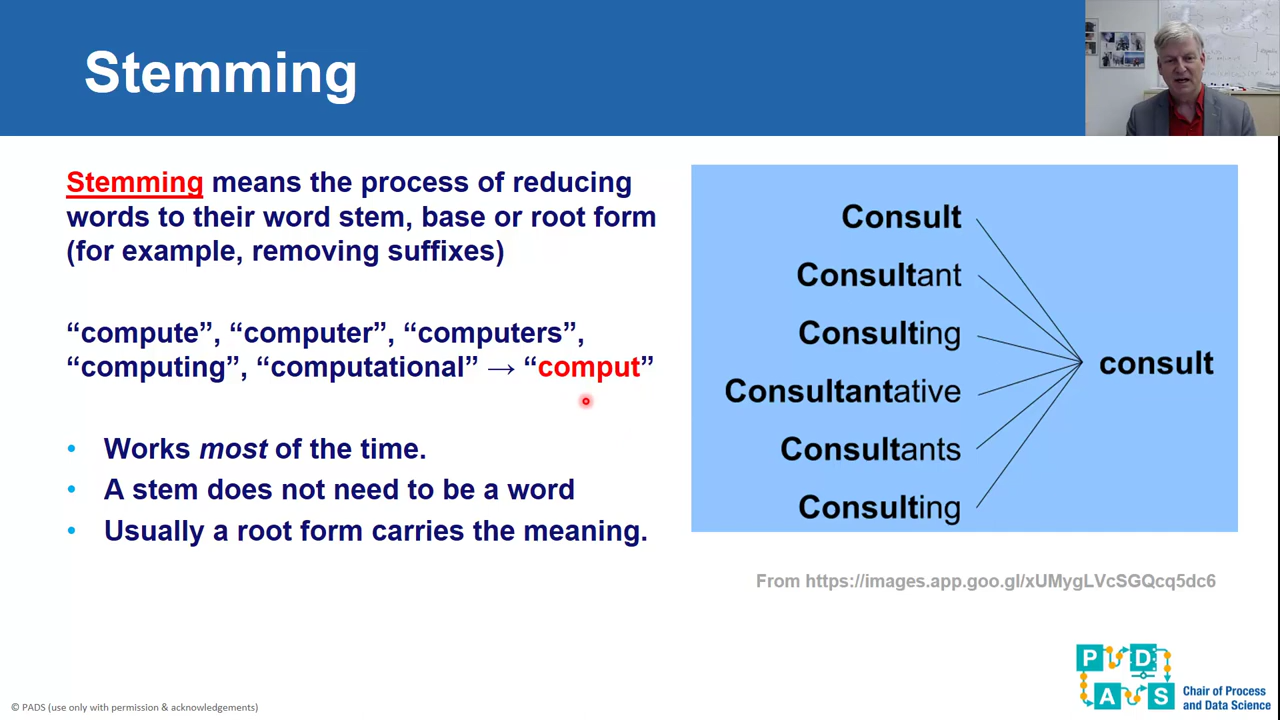 Stemming
Stemming means the process of reducing
words to their word stem, base or root form
(for example, removing suffixes)
“compute”, “computer”, “computers”,
“computing”, “computational” → “comput”
• Works most of the time.
• A stem does not need to be a word
• Usually a root form carries the meaning.
Consult
Consultant
Consulting
Consultantative
Consultants
Consulting
consult
From https://images.app.goo.gl/xUMygLVcSGQcq5dc6
P D
A S
Chair of Process
and Data Science
© PADS (use only with permission & acknowledgements)